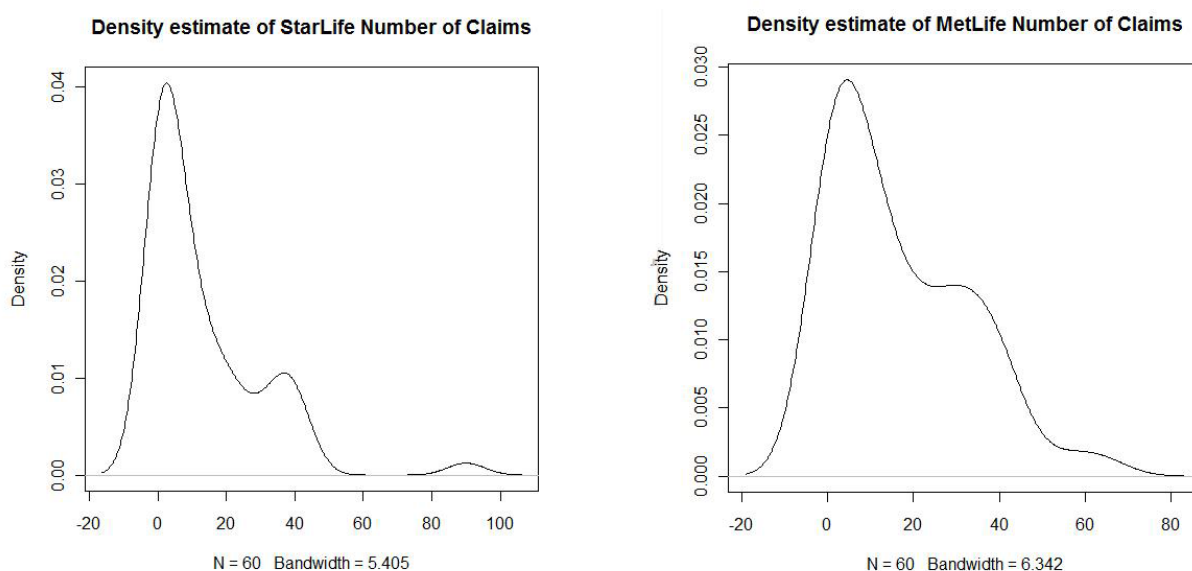 Density estimate of StarLife Number of Claims
Density
0.00
0.01
0.02
0.03
0.04
-20 0 20 40 60 80 100
N = 60 Bandwidth = 5.405
Density estimate of MetLife Number of Claims
Density
0.000
0.005
0.010
0.015
0.020
0.025
0.030
-20 0 20 40 60 80
N = 60 Bandwidth = 6.342